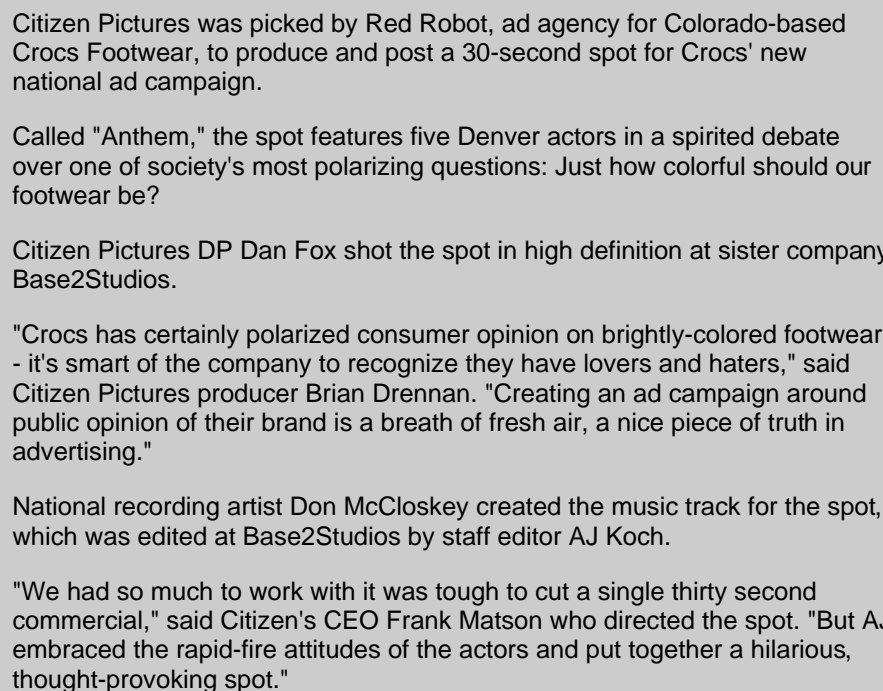 Citizen Pictures was picked by Red Robot, ad agency for Colorado-based
Crocs Footwear, to produce and post a 30-second spot for Crocs' new
national ad campaign.
Called "Anthem," the spot features five Denver actors in a spirited debate
over one of society's most polarizing questions: Just how colorful should our
footwear be?
Citizen Pictures DP Dan Fox shot the spot in high definition at sister company
Base2Studios.
"Crocs has certainly polarized consumer opinion on brightly-colored footwear
- it's smart of the company to recognize they have lovers and haters," said
Citizen Pictures producer Brian Drennan. "Creating an ad campaign around
public opinion of their brand is a breath of fresh air, a nice piece of truth in
advertising."
National recording artist Don McCloskey created the music track for the spot,
which was edited at Base2Studios by staff editor AJ Koch.
"We had so much to work with it was tough to cut a single thirty second
commercial," said Citizen's CEO Frank Matson who directed the spot. "But AJ
embraced the rapid-fire attitudes of the actors and put together a hilarious,
thought-provoking spot."